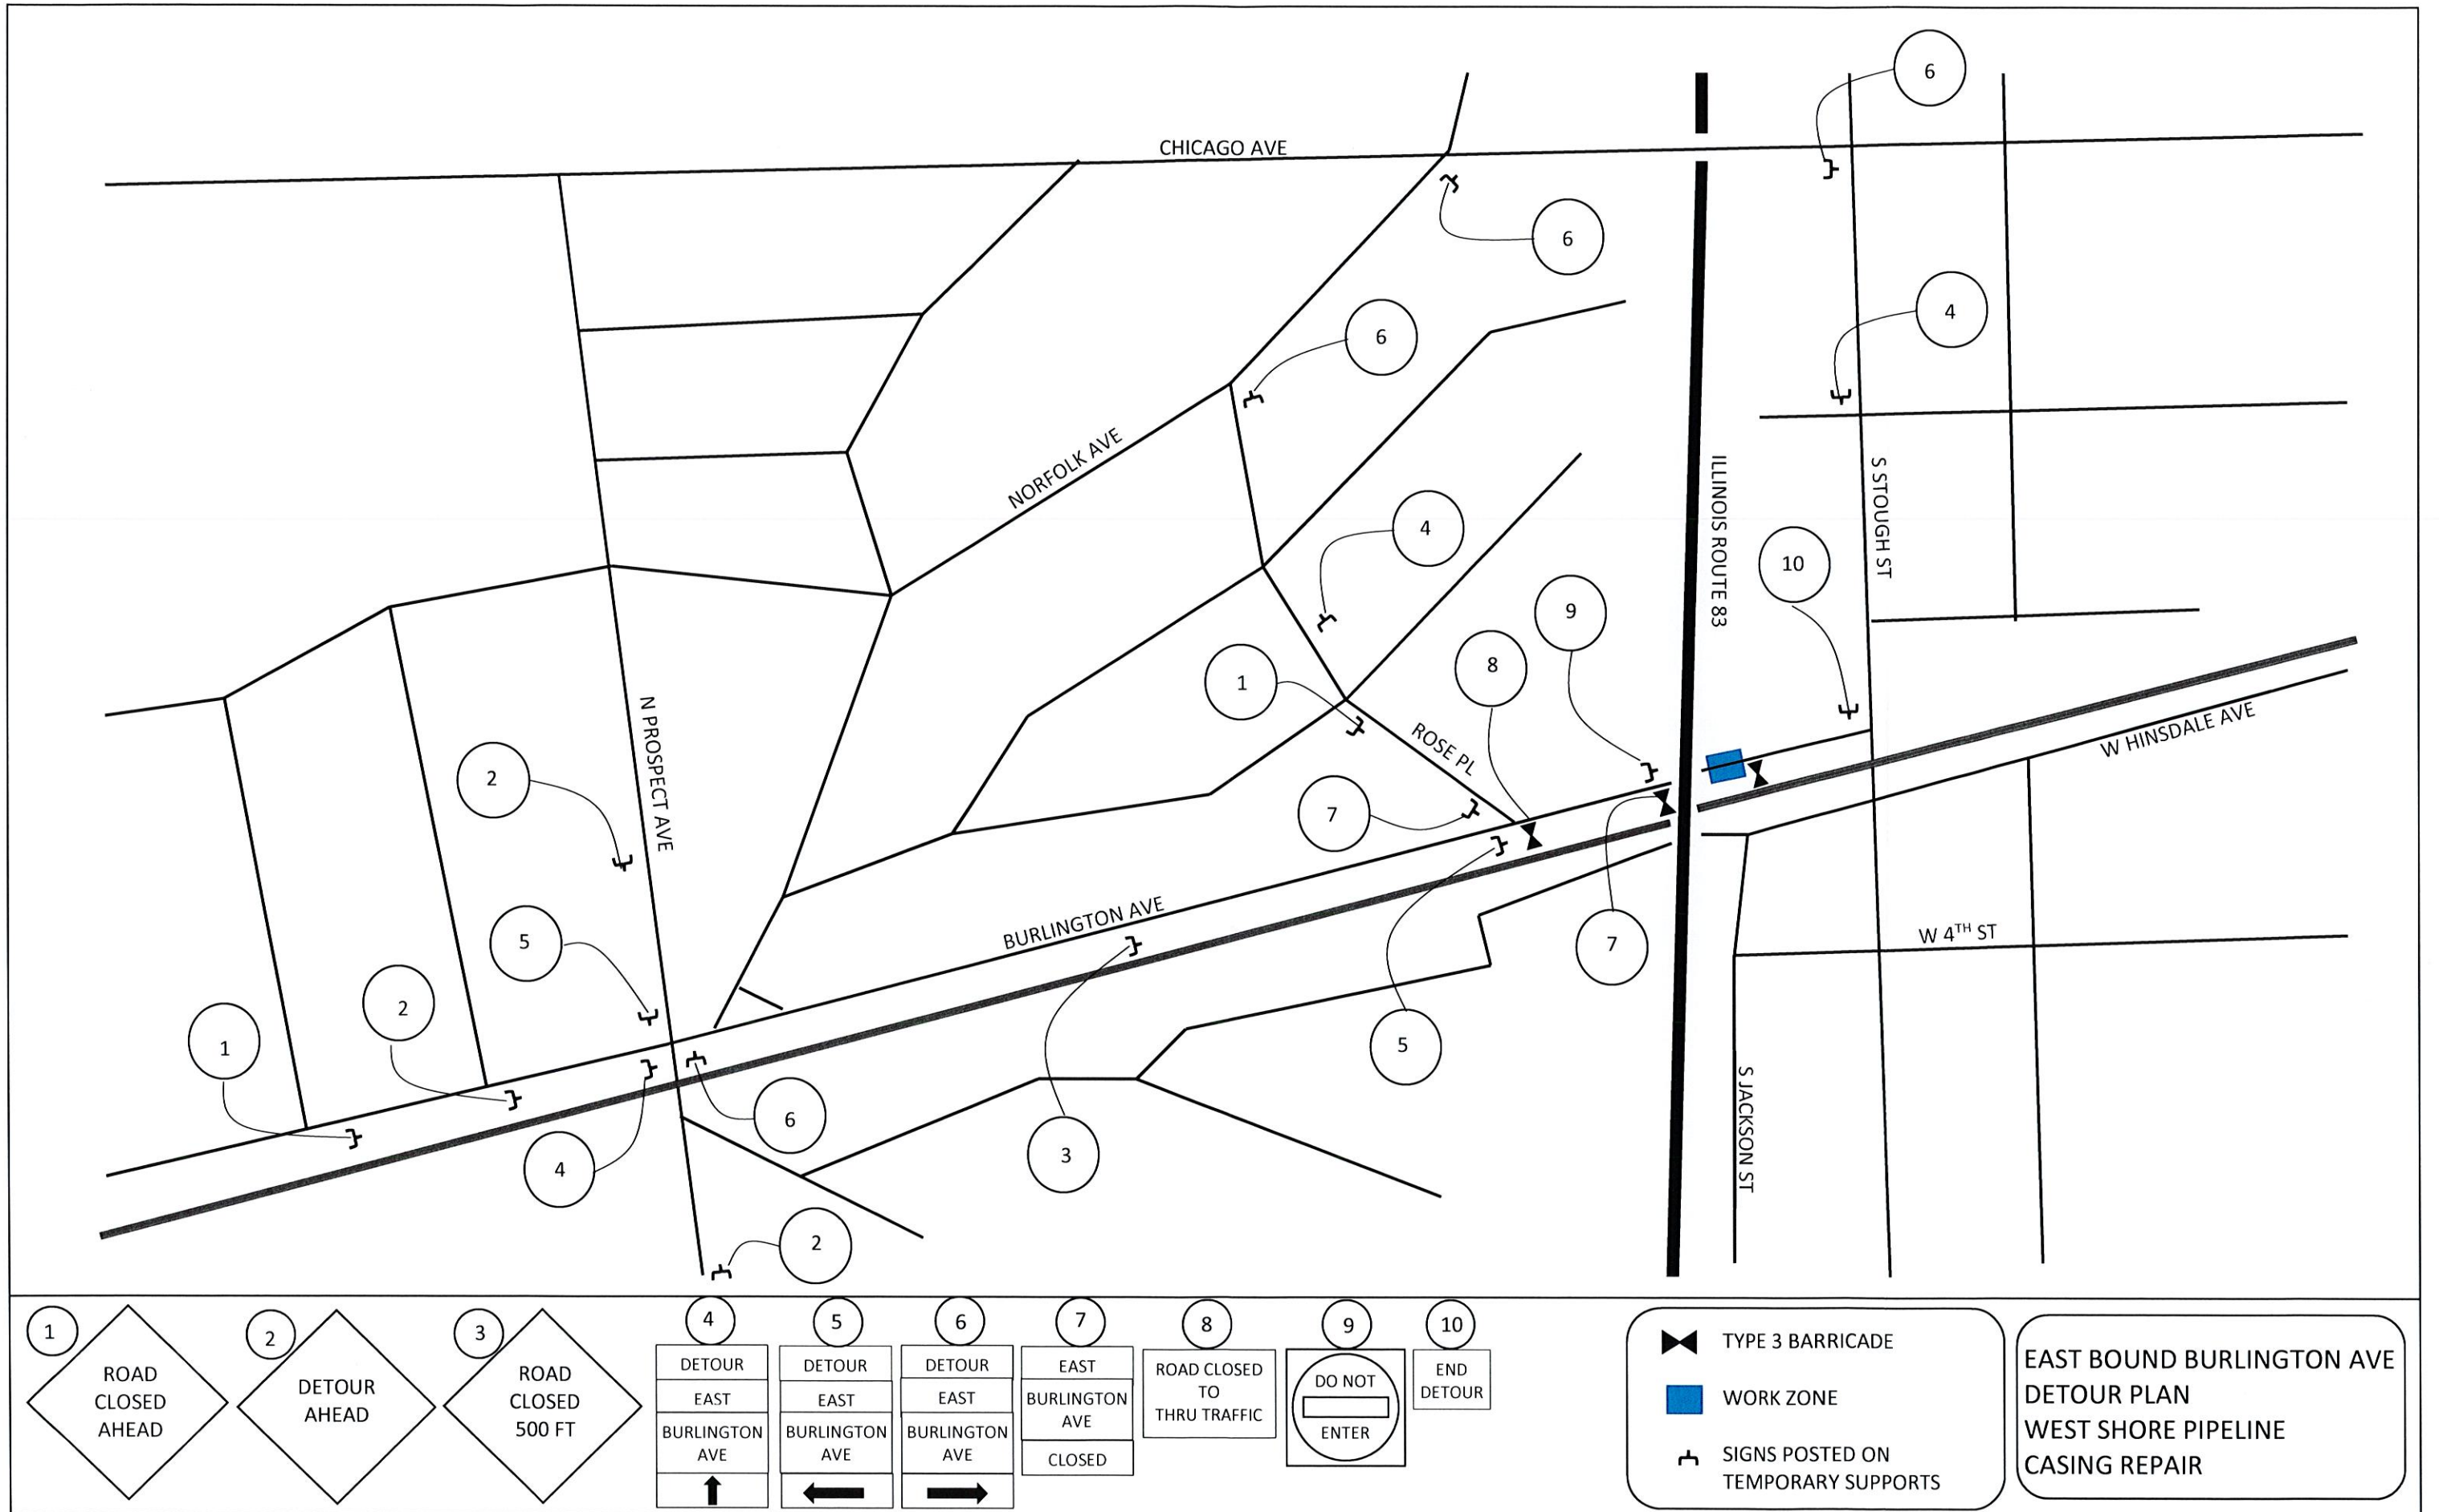 6
CHICAGO AVE
6
6
4
NORFOLK AVE
4
ILLINOIS ROUTE 83
S STOUGH ST
10
9
8
1
N PROSPECT AVE
ROSE PL
W HINSDALE AVE
2
7
BURLINGTON AVE
W 4TH ST
5
7
2
1
5
6
3
4
S JACKSON ST
2
1
ROAD
CLOSED
AHEAD
2
DETOUR
AHEAD
3
ROAD
CLOSED
500 FT
4
DETOUR
EAST
BURLINGTON
AVE
5
DETOUR
EAST
BURLINGTON
AVE
6
DETOUR
EAST
BURLINGTON
AVE
7
EAST
BURLINGTON
AVE
CLOSED
8
ROAD CLOSED
TO
THRU TRAFFIC
9
DO NOT
ENTER
10
END
DETOUR
TYPE 3 BARRICADE
WORK ZONE
SIGNS POSTED ON
TEMPORARY SUPPORTS
EAST BOUND BURLINGTON AVE
DETOUR PLAN
WEST SHORE PIPELINE
CASING REPAIR